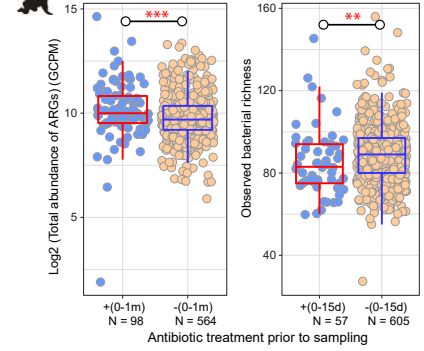 15
10
5
Log2 (Total abundance of ARGs) (GCPM)
***
+(0-1m)
N = 98
-(0-1m)
N = 564
160
120
80
40
Observed bacterial richness
**
+(0-15d)
N = 57
-(0-15d)
N = 605
Antibiotic treatment prior to sampling